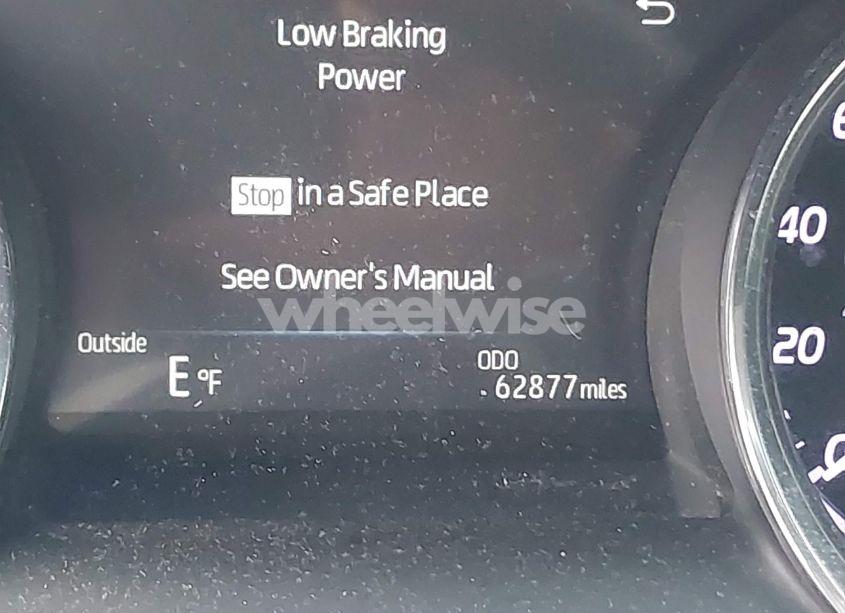 Low Braking
Power
Stop in a Safe Place
See Owner's Manual
wheelwise
Outside
E °F
ODO
62877 miles
40
20